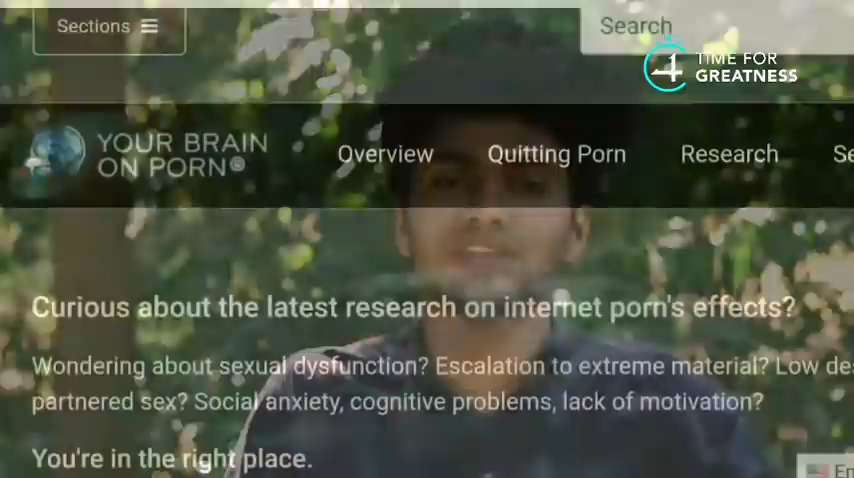 Sections
Search
TIME FOR
GREATNESS
YOUR BRAIN
ON PORN®
Overview
Quitting Porn
Research
Curious about the latest research on internet porn's effects?
Wondering about sexual dysfunction? Escalation to extreme material? Low
partnered sex? Social anxiety, cognitive problems, lack of motivation?
You're in the right place.